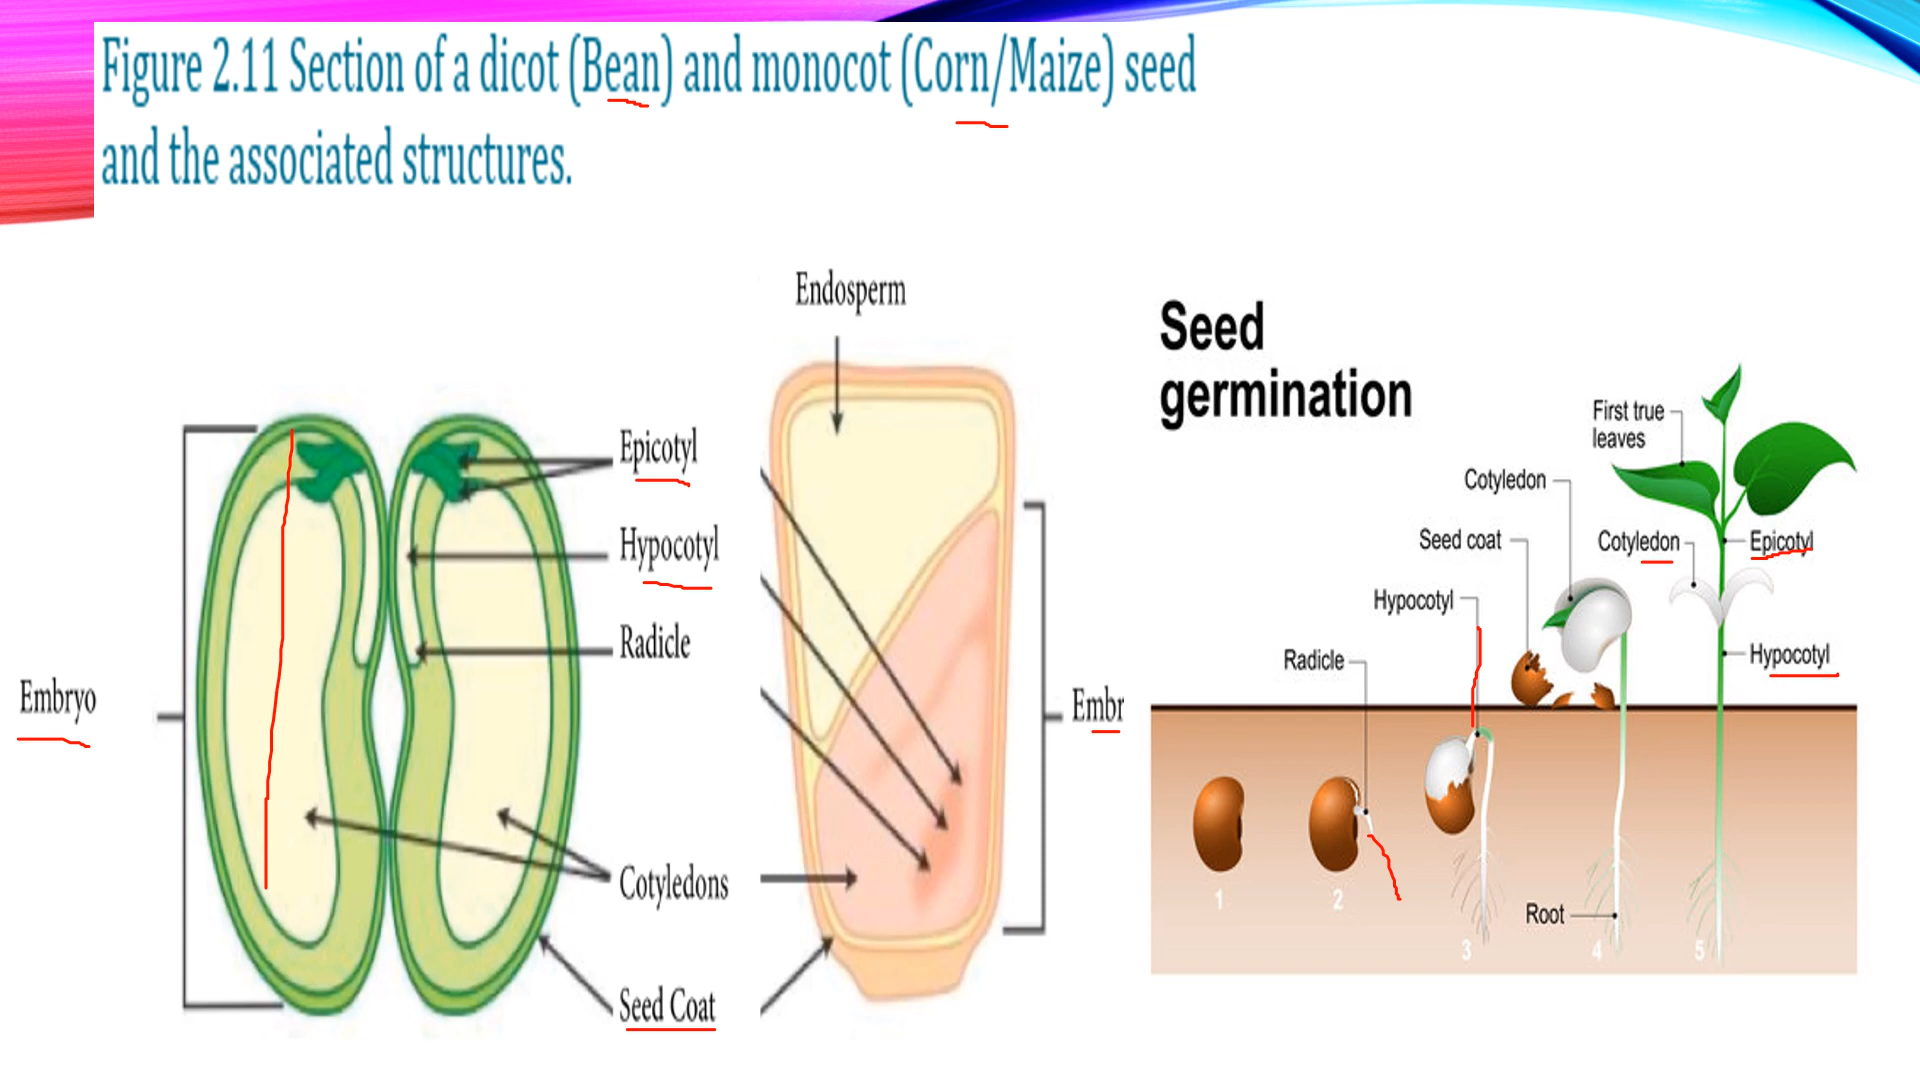 Figure 2.11 Section of a dicot (Bean) and monocot (Corn/Maize) seed
and the associated structures.
Endosperm
Epicotyl
Hypocotyl
Radicle
Embryo
Cotyledons
Seed Coat
Embr
Seed
germination
First true
leaves
Cotyledon
Seed coat
Cotyledon
Epicotyl
Hypocotyl
Radicle
Hypocotyl
Root
1
2
3
4
5